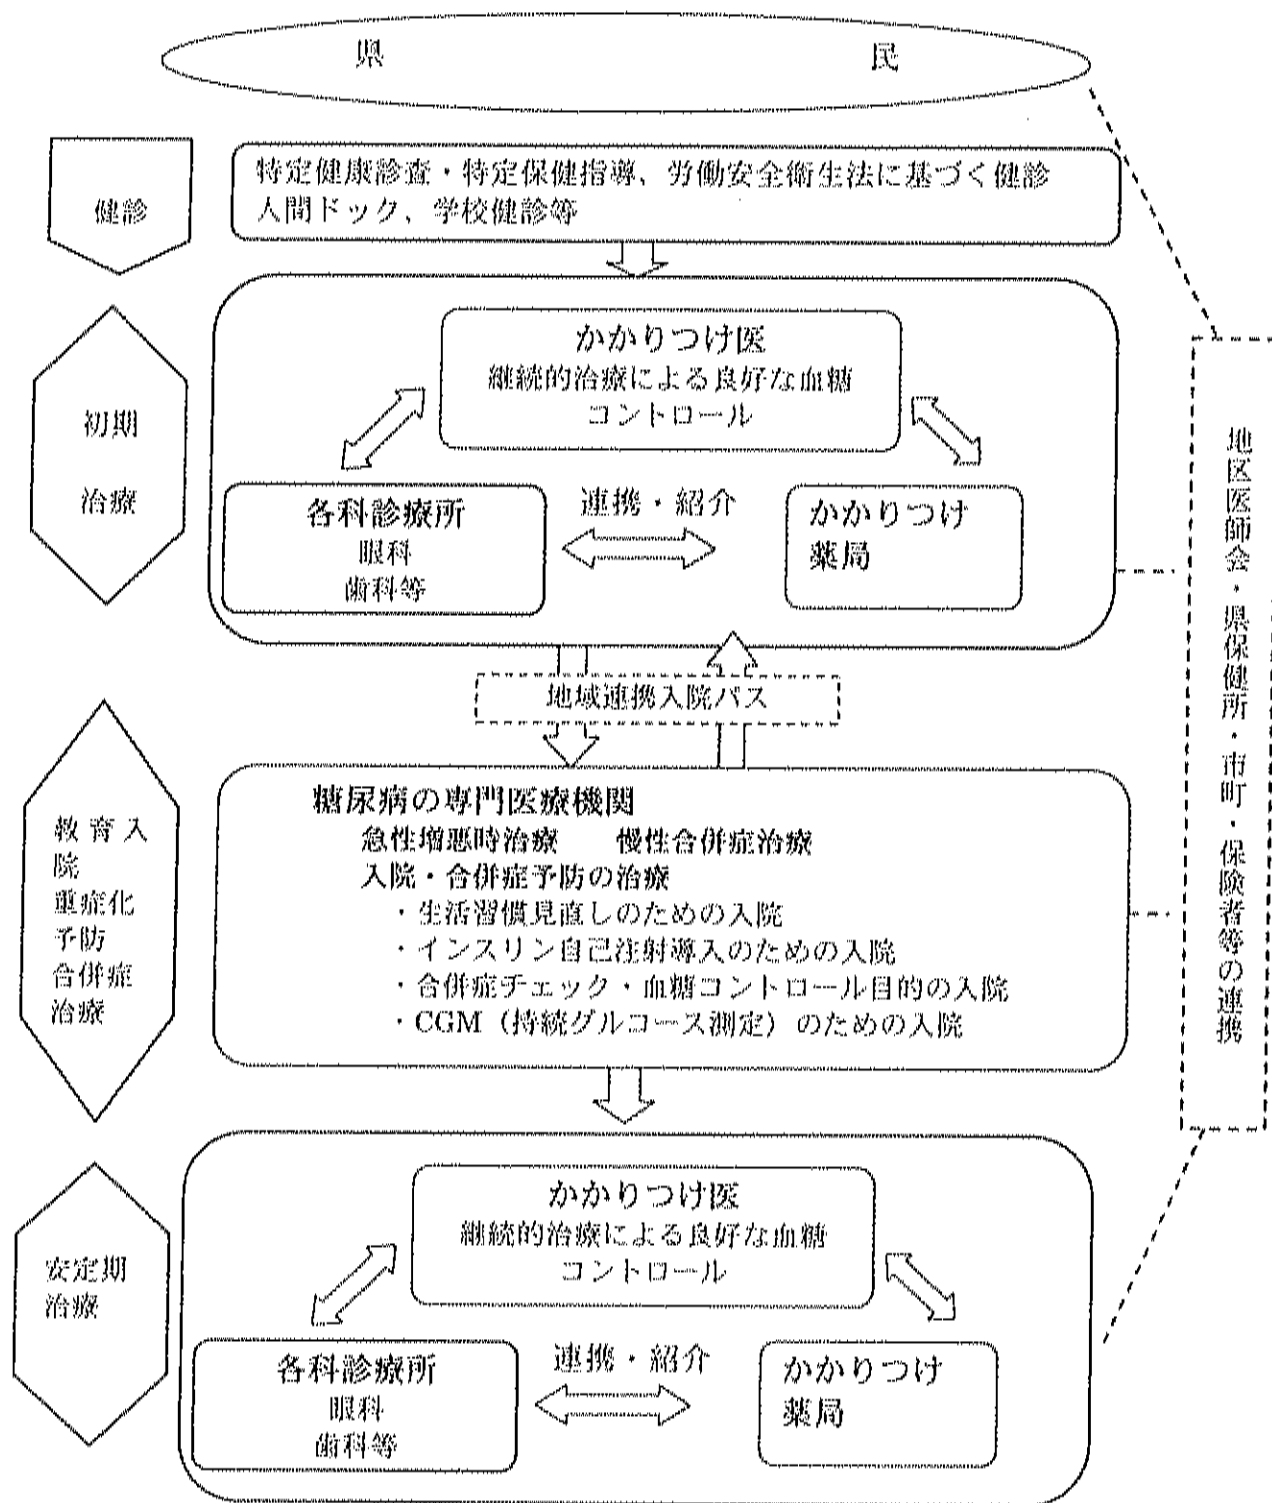 県 民
健診
特定健康診査・特定保健指導、労働安全衛生法に基づく健診
人間ドック、学校健診等
初期
治療
かかりつけ医
継続的治療による良好な血糖
コントロール
各科診療所
眼科
歯科等
連携・紹介
かかりつけ
薬局
地域連携入院パス
教育入
院
重症化
予防
合併症
治療
糖尿病の専門医療機関
急性増悪時治療 慢性合併症治療
入院・合併症予防の治療
・生活習慣見直しのための入院
・インスリン自己注射導入のための入院
・合併症チェック・血糖コントロール目的の入院
・CGM（持続グルコース測定）のための入院
安定期
治療
かかりつけ医
継続的治療による良好な血糖
コントロール
各科診療所
眼科
歯科等
連携・紹介
かかりつけ
薬局
地区医師会・県保健所・市町・保険者等の連携